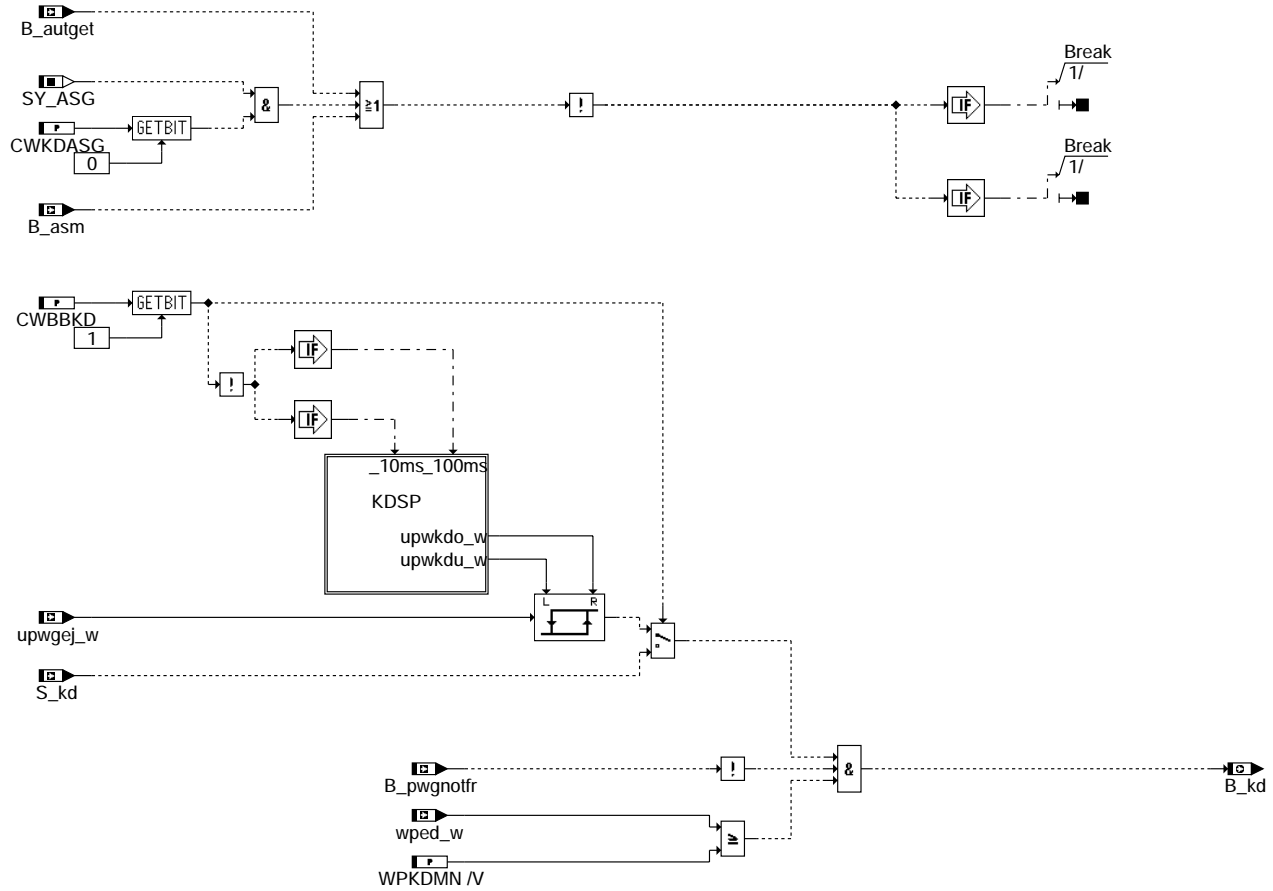 B_autget
SY_ASG
CWKDASG
P
GETBIT
0
&
≥1
!
IF
Break
1/
IF
Break
1/
B_asm
P
CWBBKD
GETBIT
1
!
IF
IF
_10ms_100ms
KDSP
upwkdo_w
upwkdu_w
L R
upwgej_w
S_kd
B_pwgnotfr
!
&
B_kd
wped_w
≥
P
WPKDMN /V